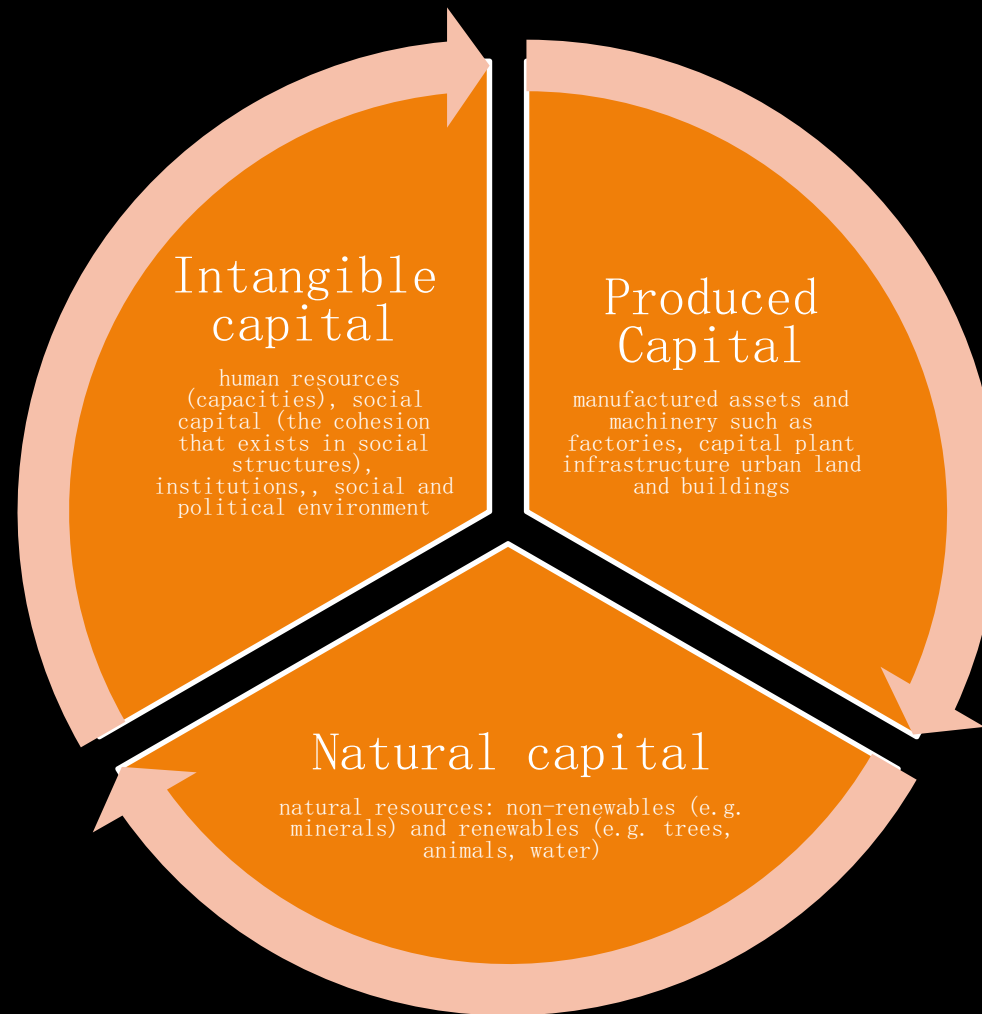 Intangible
capital
human resources
(capacities), social
capital (the cohesion
that exists in social
structures),
institutions,, social and
political environment
Produced
Capital
manufactured assets and
machinery such as
factories, capital plant
infrastructure urban land
and buildings
Natural capital
natural resources: non-renewables (e.g.
minerals) and renewables (e.g. trees,
animals, water)